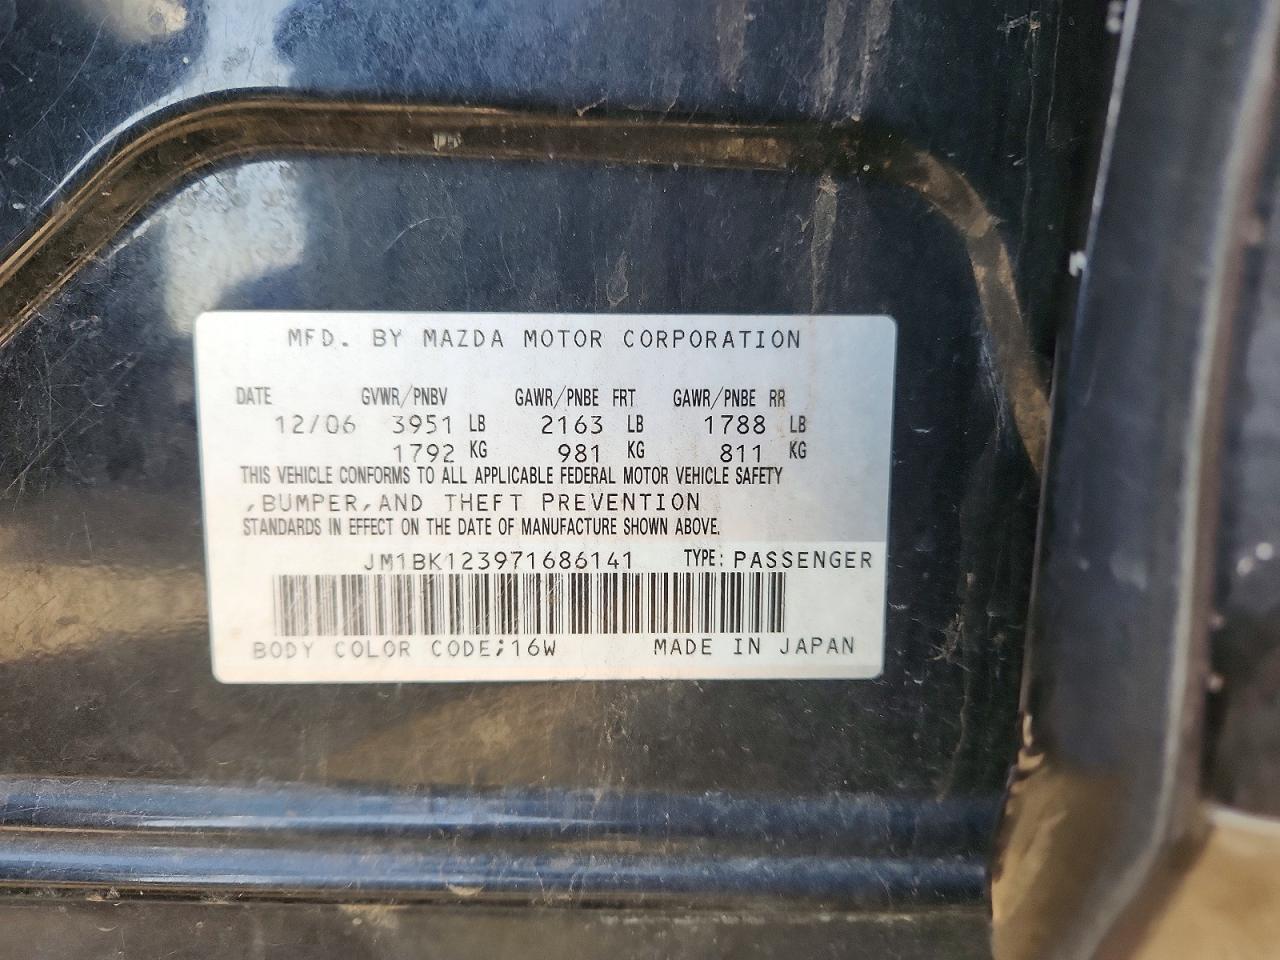 MFD. BY MAZDA MOTOR CORPORATION
DATE GVWR/PNBV GAWR/PNBE FRT GAWR/PNBE RR
12/06 3951 LB 2163 LB 1788 LB
1792 KG 981 KG 811 KG
THIS VEHICLE CONFORMS TO ALL APPLICABLE FEDERAL MOTOR VEHICLE SAFETY
,BUMPER,AND THEFT PREVENTION
STANDARDS IN EFFECT ON THE DATE OF MANUFACTURE SHOWN ABOVE.
JM1BK123971686141 TYPE: PASSENGER
BODY COLOR CODE;16W MADE IN JAPAN